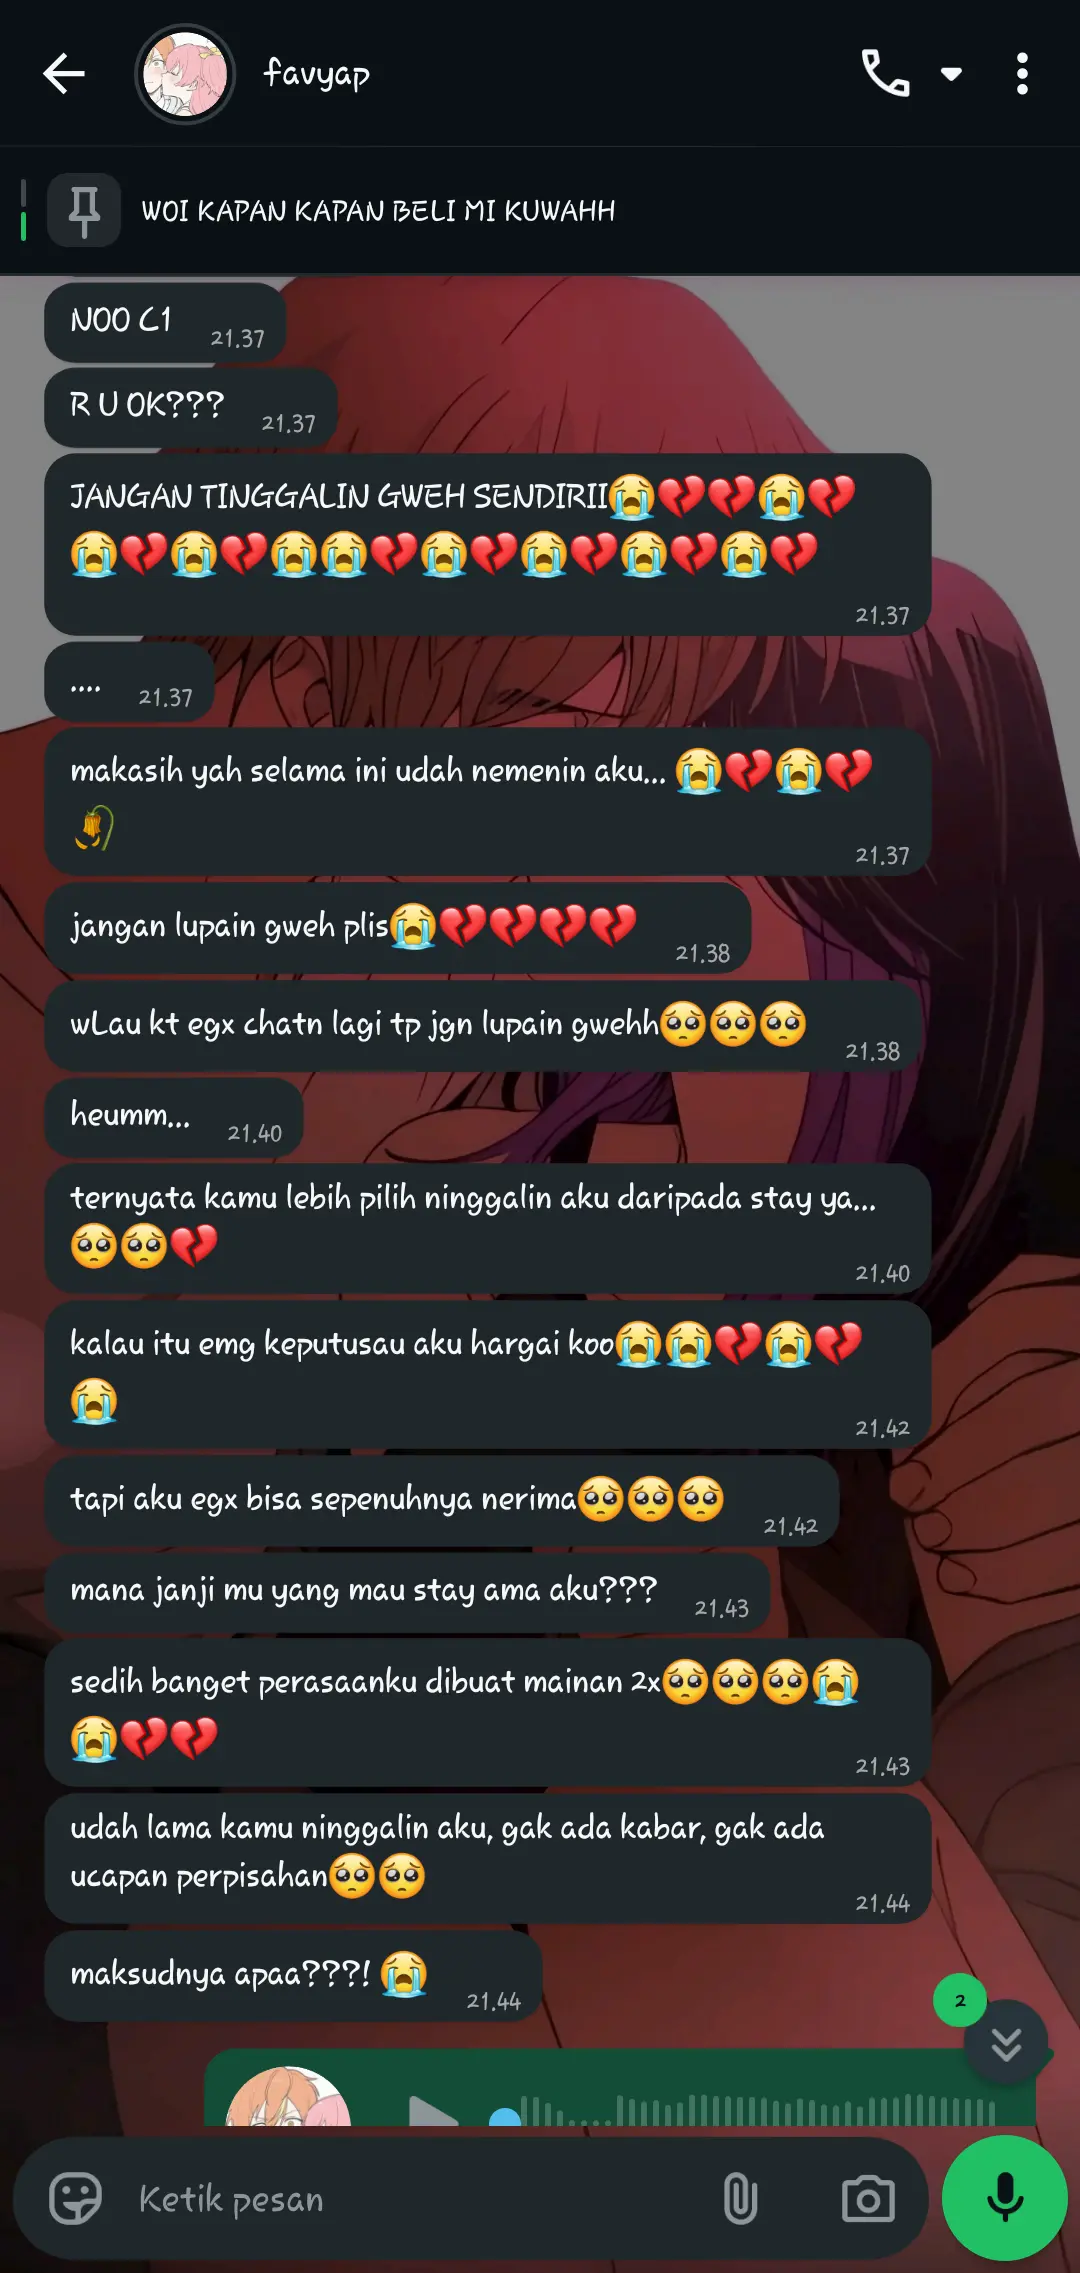 favyap
WOI KAPAN KAPAN BELI MI KUWAHH
NOO C1
21.37
R U OK???
21.37
JANGAN TINGGALIN GWEH SENDIRII😭💔💔😭💔
😭💔😭💔😭😭💔😭💔😭💔😭💔😭💔
21.37
....
21.37
makasih yah selama ini udah nemenin aku... 😭💔😭💔
🥀
21.37
jangan lupain gweh plis😭💔💔💔💔
21.38
wLau kt egx chatn lagi tp jgn lupain gwehh🥺🥺🥺
21.38
heumm...
21.40
ternyata kamu lebih pilih ninggalin aku daripada stay ya...
🥺🥺💔
21.40
kalau itu emg keputusau aku hargai koo😭😭💔😭💔
😭
21.42
tapi aku egx bisa sepenuhnya nerima🥺🥺🥺
21.42
mana janji mu yang mau stay ama aku???
21.43
sedih banget perasaanku dibuat mainan 2x🥺🥺🥺😭
😭💔💔
21.43
udah lama kamu ninggalin aku, gak ada kabar, gak ada
ucapan perpisahan🥺🥺
21.44
maksudnya apaa???! 😭
21.44
2
Ketik pesan